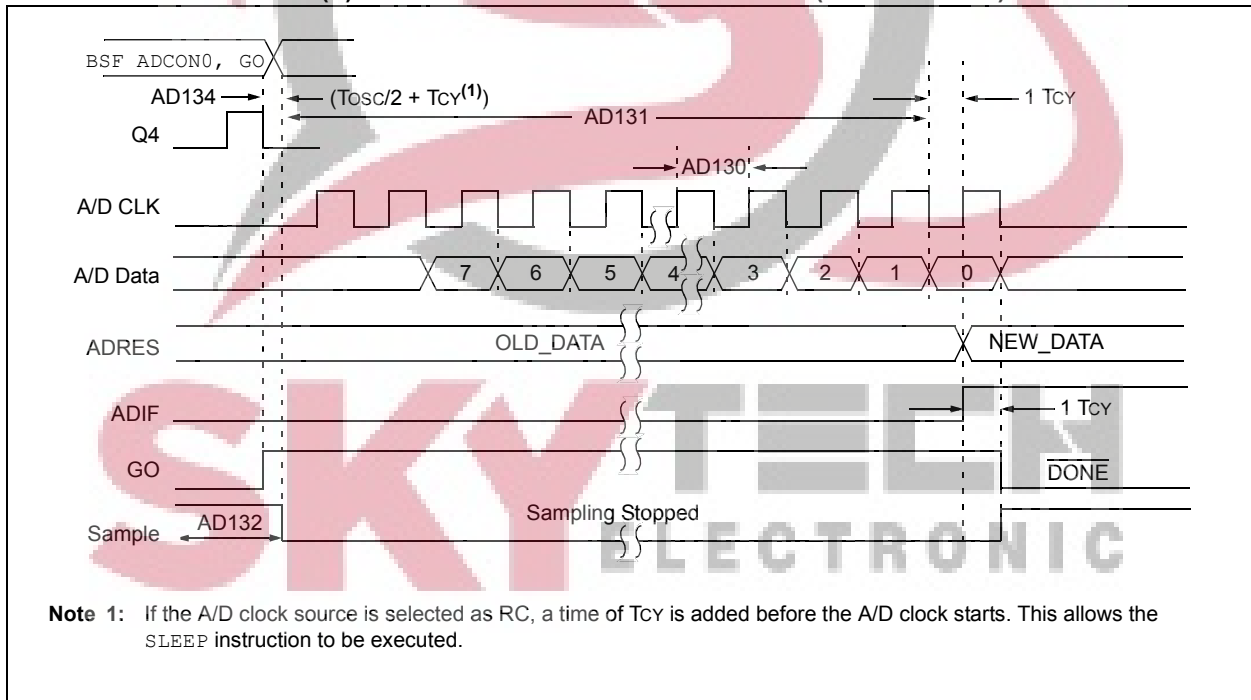 BSF ADCON0, GO
AD134
(TOSC/2 + TCY(1))
1 TCY
AD131
Q4
AD130
A/D CLK
A/D Data
7
6
5
4
3
2
1
0
ADRES
OLD_DATA
NEW_DATA
ADIF
1 TCY
GO
DONE
Sample
AD132
Sampling Stopped
SKYTECH
ELECTRONIC
Note 1: If the A/D clock source is selected as RC, a time of TCY is added before the A/D clock starts. This allows the
SLEEP instruction to be executed.